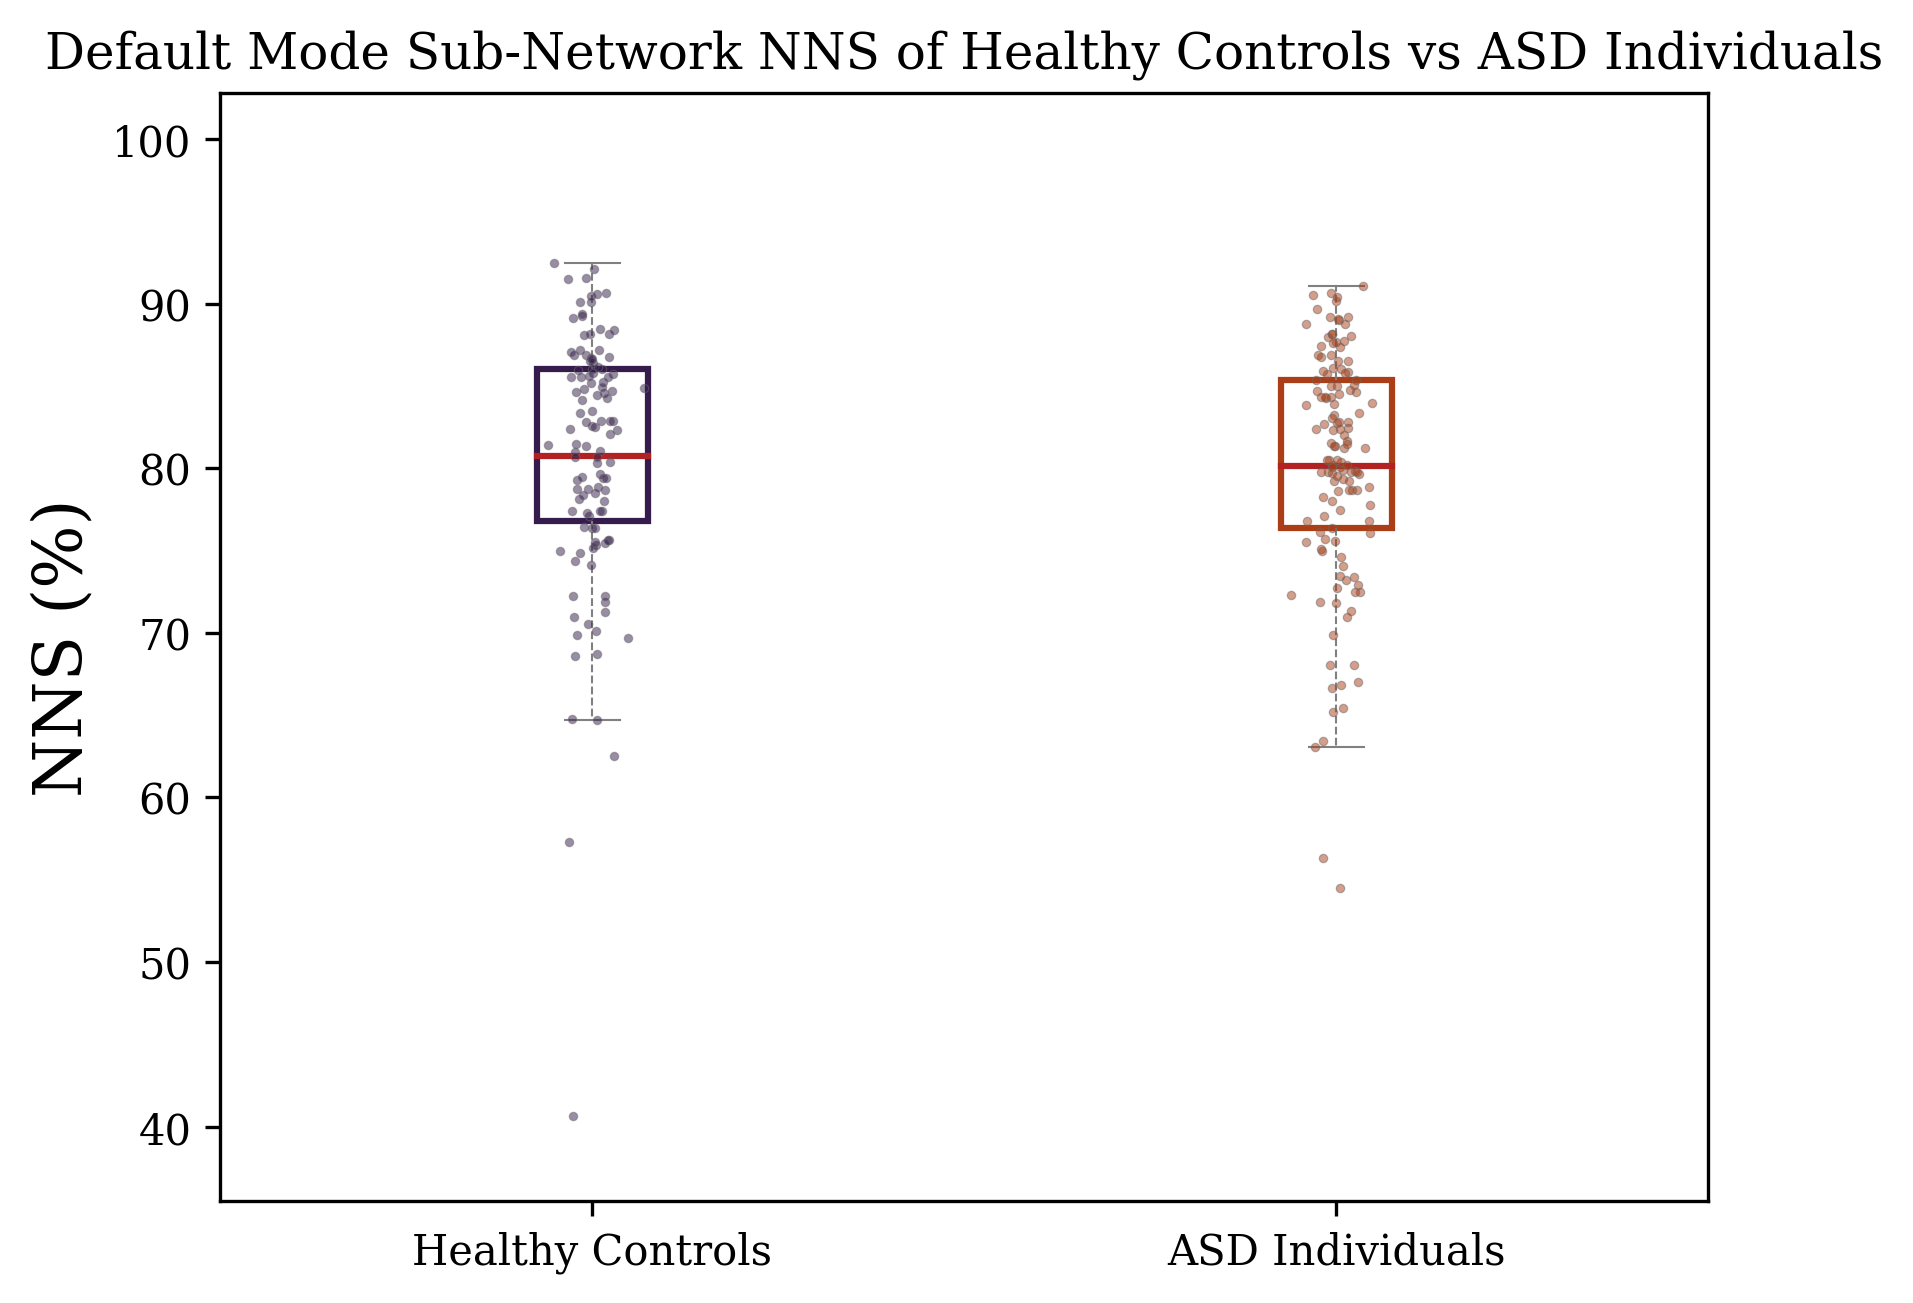 Default Mode Sub-Network NNS of Healthy Controls vs ASD Individuals
NNS (%)
100
90
80
70
60
50
40
Healthy Controls
ASD Individuals